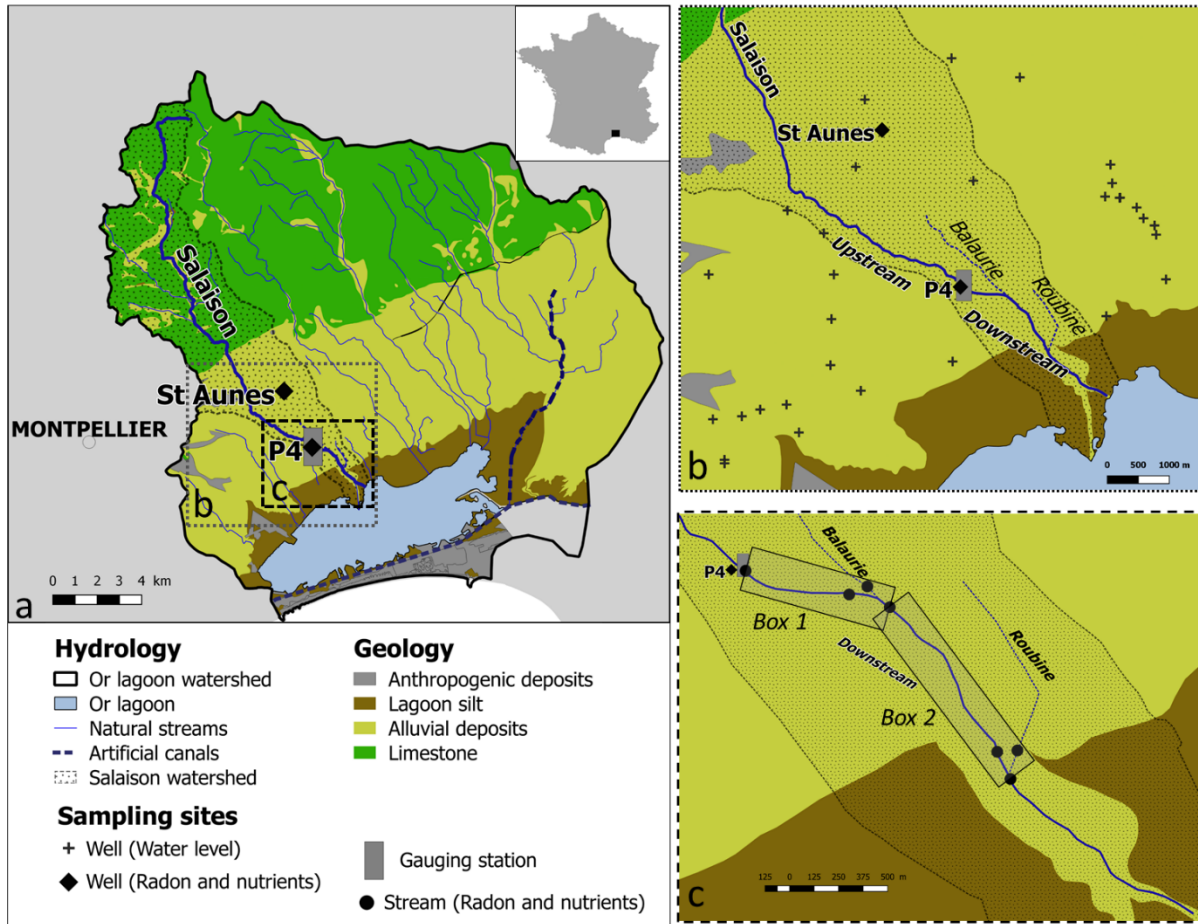 Salaison
St Aunes
MONTPELLIER
P4
b
c
0 1 2 3 4 km
a
Hydrology
Or lagoon watershed
Or lagoon
Natural streams
Artificial canals
Salaison watershed
Geology
Anthropogenic deposits
Lagoon silt
Alluvial deposits
Limestone
Sampling sites
Well (Water level)
Well (Radon and nutrients)
Gauging station
Stream (Radon and nutrients)
Salaison
St Aunes
Upstream
Balaurie
P4
Roubine
Downstream
b
0 500 1000 m
P4
Balaurie
Box 1
Downstream
Roubine
Box 2
125 0 125 250 375 500 m
c